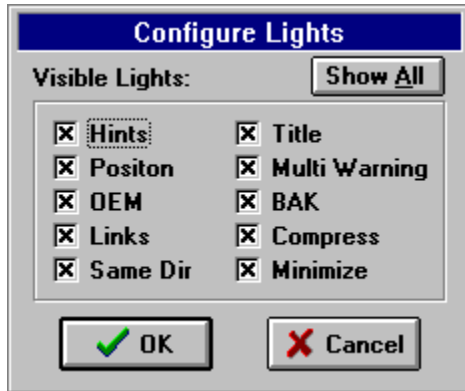 Configure Lights
Visible Lights:
Show All
Hints
Title
Positon
Multi Warning
OEM
BAK
Links
Compress
Same Dir
Minimize
OK
Cancel